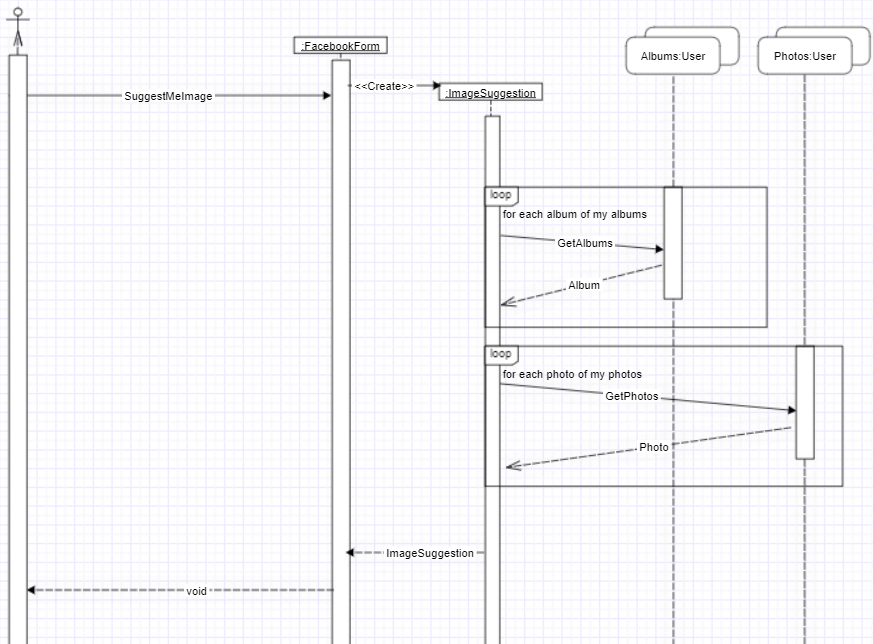 :FacebookForm
Albums:User
Photos:User
<<Create>>
:ImageSuggestion
SuggestMeImage
loop
for each album of my albums
GetAlbums
Album
loop
for each photo of my photos
GetPhotos
Photo
ImageSuggestion
void